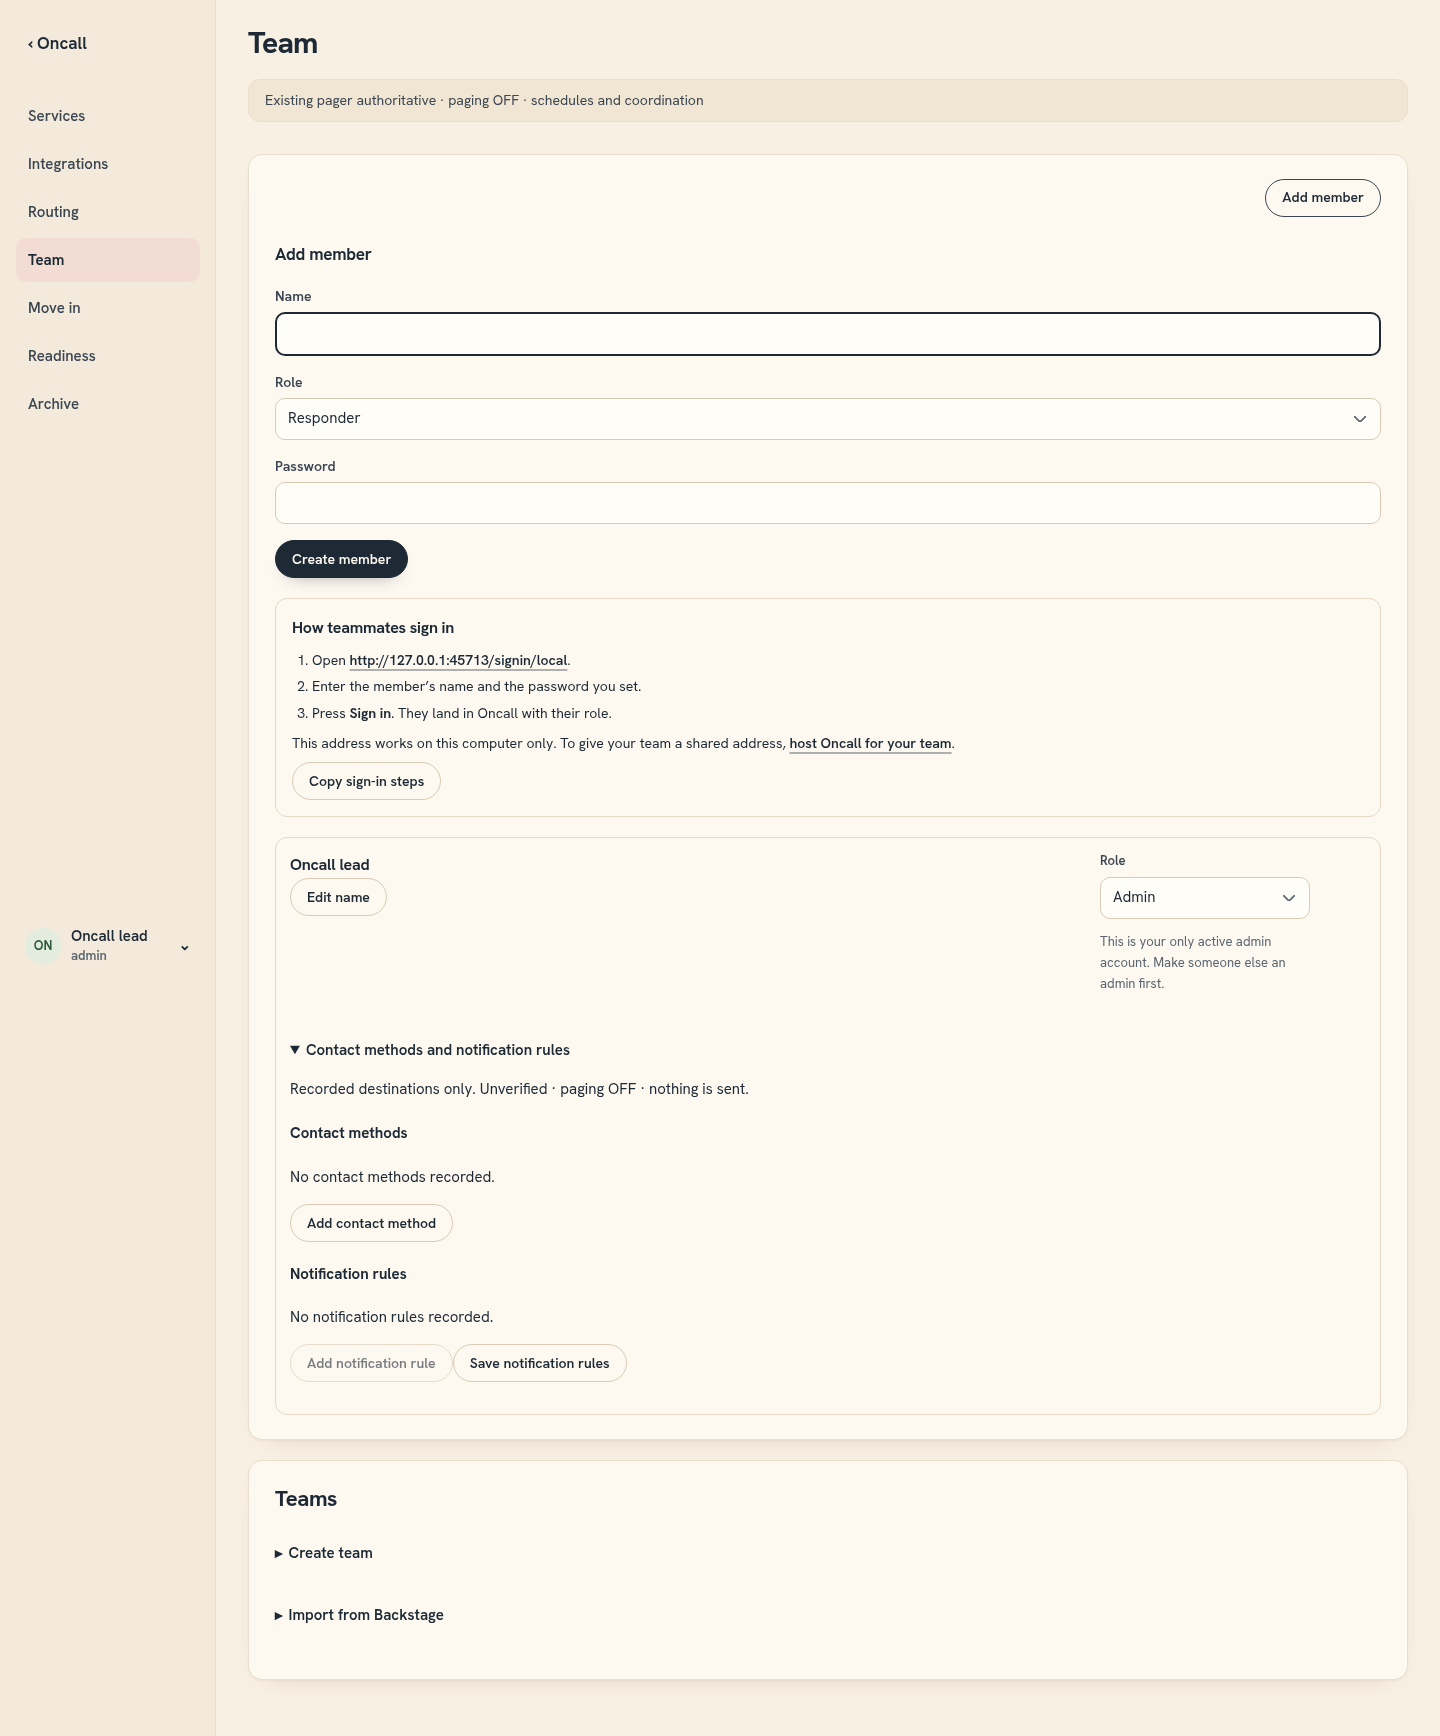 ‹ Oncall
Services
Integrations
Routing
Team
Move in
Readiness
Archive
ON
Oncall lead
admin
Team
Existing pager authoritative · paging OFF · schedules and coordination
Add member
Add member
Name
Role
Responder
Password
Create member
How teammates sign in
1. Open http://127.0.0.1:45713/signin/local.
2. Enter the member’s name and the password you set.
3. Press Sign in. They land in Oncall with their role.
This address works on this computer only. To give your team a shared address, host Oncall for your team.
Copy sign-in steps
Oncall lead
Edit name
Role
Admin
This is your only active admin
account. Make someone else an
admin first.
▼ Contact methods and notification rules
Recorded destinations only. Unverified · paging OFF · nothing is sent.
Contact methods
No contact methods recorded.
Add contact method
Notification rules
No notification rules recorded.
Add notification rule
Save notification rules
Teams
▸ Create team
▸ Import from Backstage